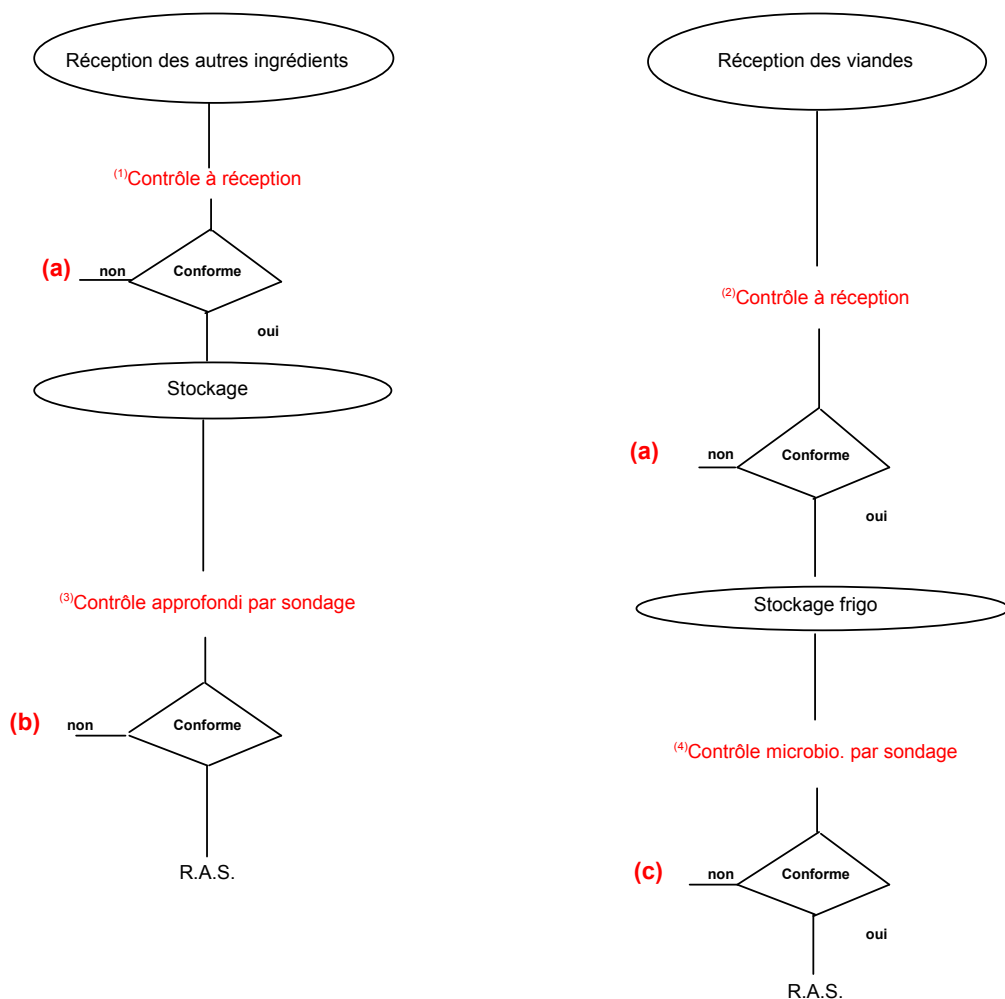 Réception des autres ingrédients
(1)Contrôle à réception
(a)
non
Conforme
oui
Stockage
(3)Contrôle approfondi par sondage
(b)
non
Conforme
R.A.S.
Réception des viandes
(2)Contrôle à réception
(a)
non
Conforme
oui
Stockage frigo
(4)Contrôle microbio. par sondage
(c)
non
Conforme
oui
R.A.S.